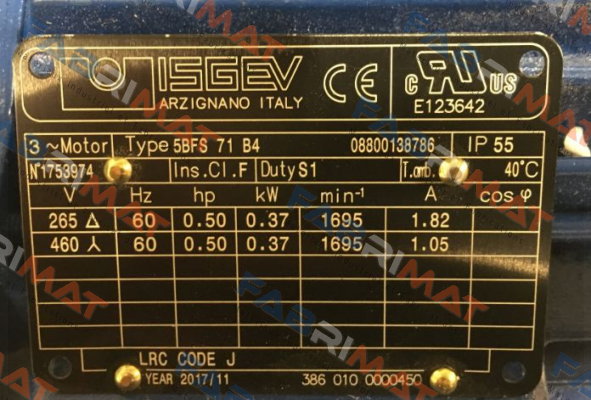 ISGEV
ARZIGNANO ITALY
CE
c RU US
E123642
3~Motor Type 5BFS 71 B4 08800138786 IP 55
N°1753974 Ins.Cl.F Duty S1 T.amb. 40°C
V Hz hp kW min⁻¹ A cos φ
265 Δ 60 0.50 0.37 1695 1.82
460 ⅄ 60 0.50 0.37 1695 1.05
LRC CODE J
YEAR 2017/11 386 010 0000450
FABRIMAT